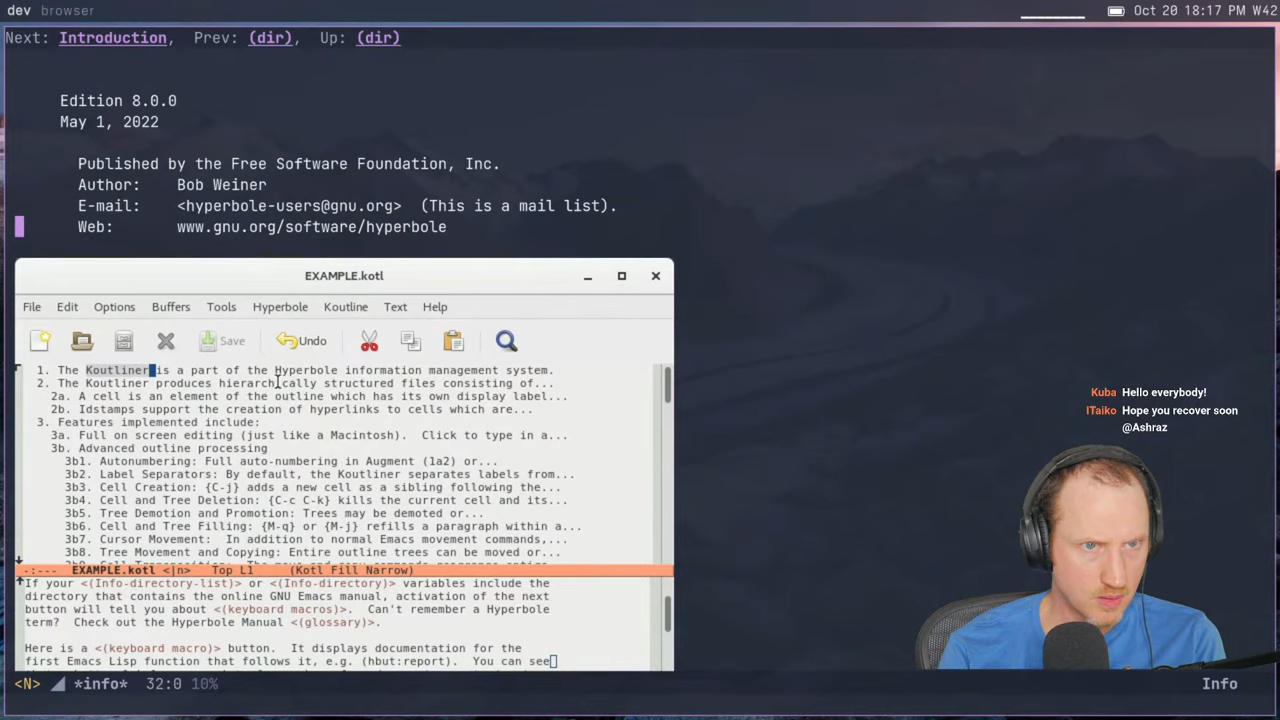 dev browser
Oct 20 18:17 PM W42
Next: Introduction, Prev: (dir), Up: (dir)
Edition 8.0.0
May 1, 2022
Published by the Free Software Foundation, Inc.
Author: Bob Weiner
E-mail: <hyperbole-users@gnu.org> (This is a mail list).
Web: www.gnu.org/software/hyperbole
EXAMPLE.kotl
File Edit Options Buffers Tools Hyperbole Koutline Text Help
Save Undo
1. The Koutliner is a part of the Hyperbole information management system.
2. The Koutliner produces hierarchically structured files consisting of...
2a. A cell is an element of the outline which has its own display label...
2b. Idstamps support the creation of hyperlinks to cells which are...
3. Features implemented include:
3a. Full on screen editing (just like a Macintosh). Click to type in a...
3b. Advanced outline processing
3b1. Autonumbering: Full auto-numbering in Augment (1a2) or...
3b2. Label Separators: By default, the Koutliner separates labels from...
3b3. Cell Creation: {C-j} adds a new cell as a sibling following the...
3b4. Cell and Tree Deletion: {C-c C-k} kills the current cell and its...
3b5. Tree Demotion and Promotion: Trees may be demoted or...
3b6. Cell and Tree Filling: {M-q} or {M-j} refills a paragraph within a...
3b7. Cursor Movement: In addition to normal Emacs movement commands,...
3b8. Tree Movement and Copying: Entire outline trees can be moved or...
-:--- EXAMPLE.kotl <|n> Top L1 (Kotl Fill Narrow)
If your <(Info-directory-list)> or <(Info-directory)> variables include the
directory that contains the online GNU Emacs manual, activation of the next
button will tell you about <(keyboard macros)>. Can't remember a Hyperbole
term? Check out the Hyperbole Manual <(glossary)>.
Here is a <(keyboard macro)> button. It displays documentation for the
first Emacs Lisp function that follows it, e.g. (hbut:report). You can see
Kuba Hello everybody!
ITaiko Hope you recover soon
@Ashraz
<N> *info* 32:0 10% Info